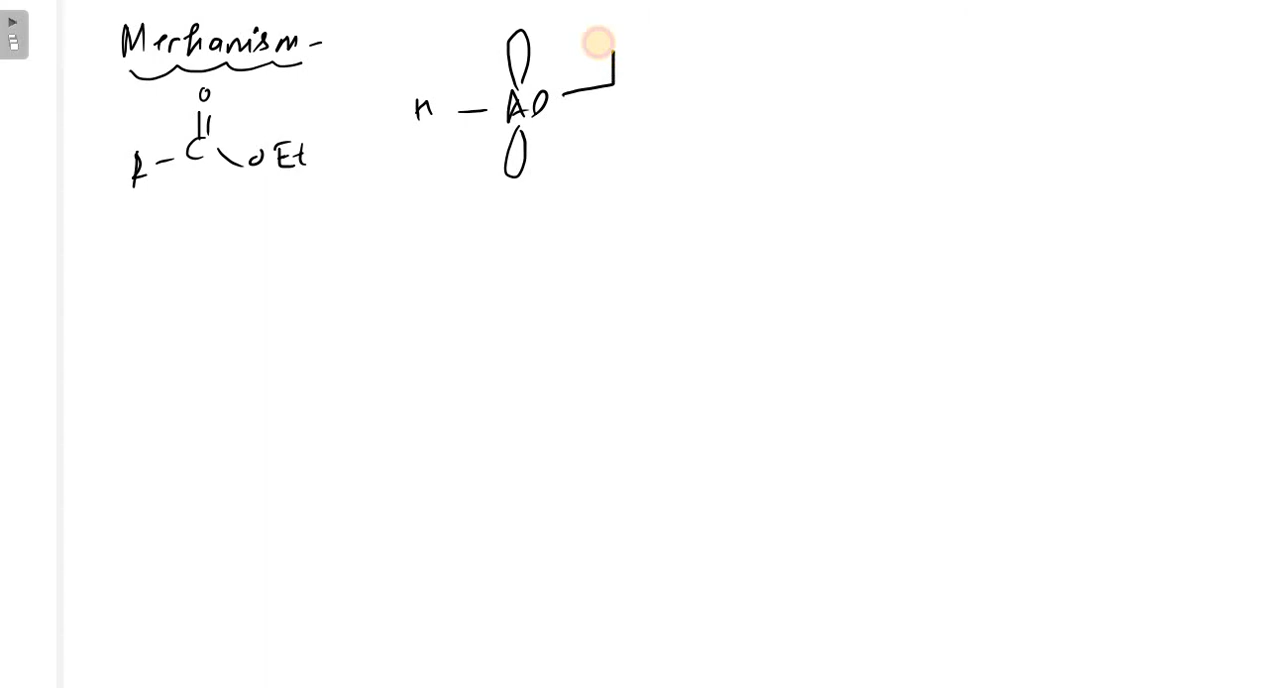 Mechanism -
O
H - Al
R - C
OEt